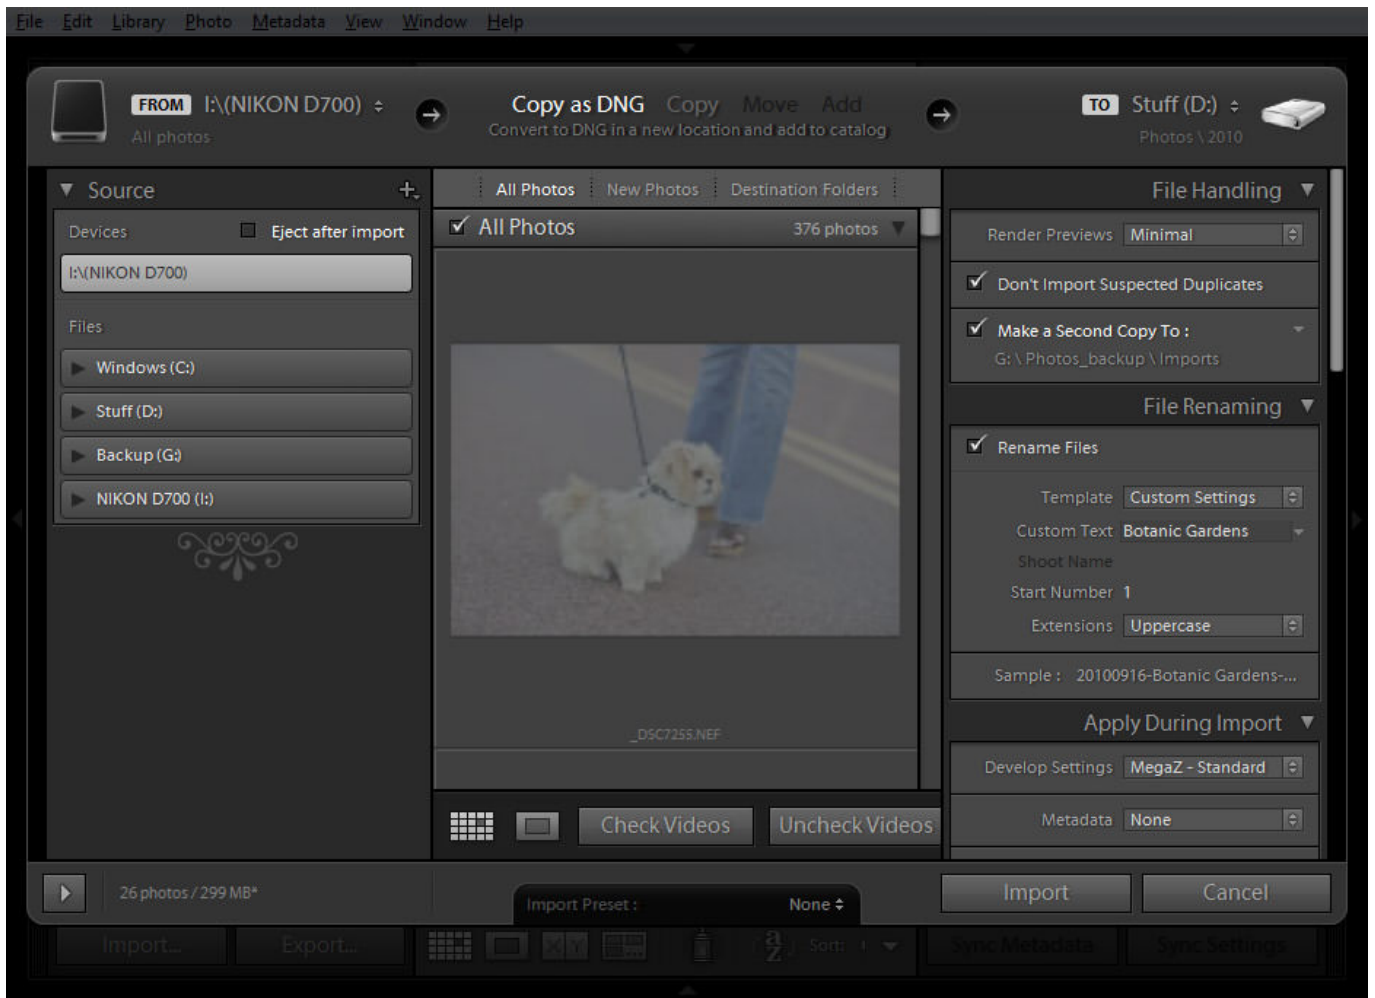 File Edit Library Photo Metadata View Window Help
FROM I:\(NIKON D700)
All photos
Copy as DNG Copy Move Add
Convert to DNG in a new location and add to catalog
TO Stuff (D:)
Photos \ 2010
Source
Devices Eject after import
I:\(NIKON D700)
Files
Windows (C:)
Stuff (D:)
Backup (G:)
NIKON D700 (I:)
All Photos New Photos Destination Folders
All Photos 376 photos
_DSC7255.NEF
Check Videos Uncheck Videos
File Handling
Render Previews Minimal
Don't Import Suspected Duplicates
Make a Second Copy To :
G: \ Photos_backup \ Imports
File Renaming
Rename Files
Template Custom Settings
Custom Text Botanic Gardens
Shoot Name
Start Number 1
Extensions Uppercase
Sample : 20100916-Botanic Gardens-...
Apply During Import
Develop Settings MegaZ - Standard
Metadata None
26 photos / 299 MB*
Import Preset : None
Import Cancel
Import... Export... X Y a Z Sort: Sync Metadata Sync Settings